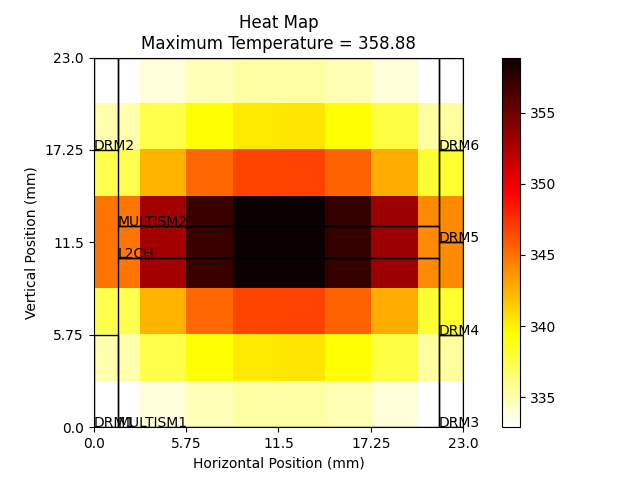 Heat Map
Maximum Temperature = 358.88
Vertical Position (mm)
23.0
17.25
11.5
5.75
0.0
DRM2
DRM6
MULTISM2
DRM5
L2CH
DRM4
DRM1
MULTISM1
DRM3
0.0
5.75
11.5
17.25
23.0
Horizontal Position (mm)
355
350
345
340
335